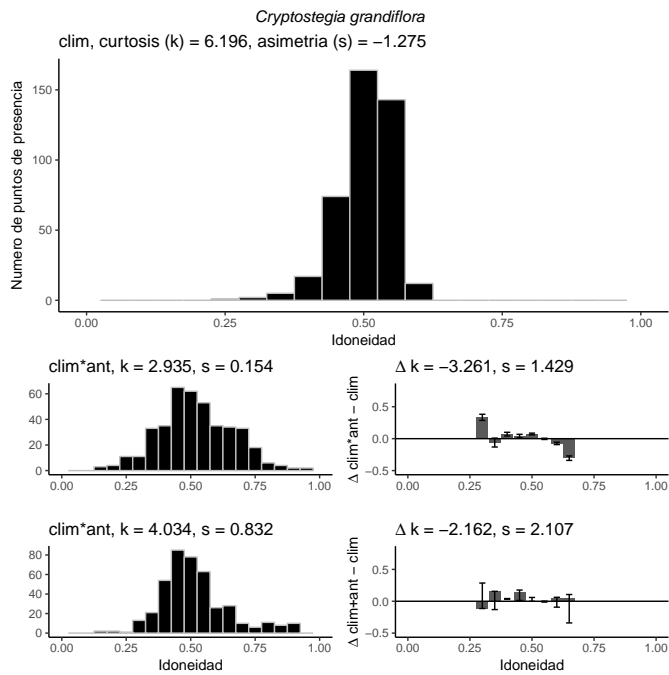 Cryptostegia grandiflora
clim, curtosis (k) = 6.196, asimetria (s) = −1.275
Numero de puntos de presencia
150
100
50
0
0.00 0.25 0.50 0.75 1.00
Idoneidad
clim*ant, k = 2.935, s = 0.154
60
40
20
0
0.00 0.25 0.50 0.75 1.00
Δ k = −3.261, s = 1.429
Δ clim*ant − clim
0.5
0.0
−0.5
0.00 0.25 0.50 0.75 1.00
clim*ant, k = 4.034, s = 0.832
80
60
40
20
0
0.00 0.25 0.50 0.75 1.00
Idoneidad
Δ k = −2.162, s = 2.107
Δ clim+ant − clim
0.5
0.0
−0.5
0.00 0.25 0.50 0.75 1.00
Idoneidad